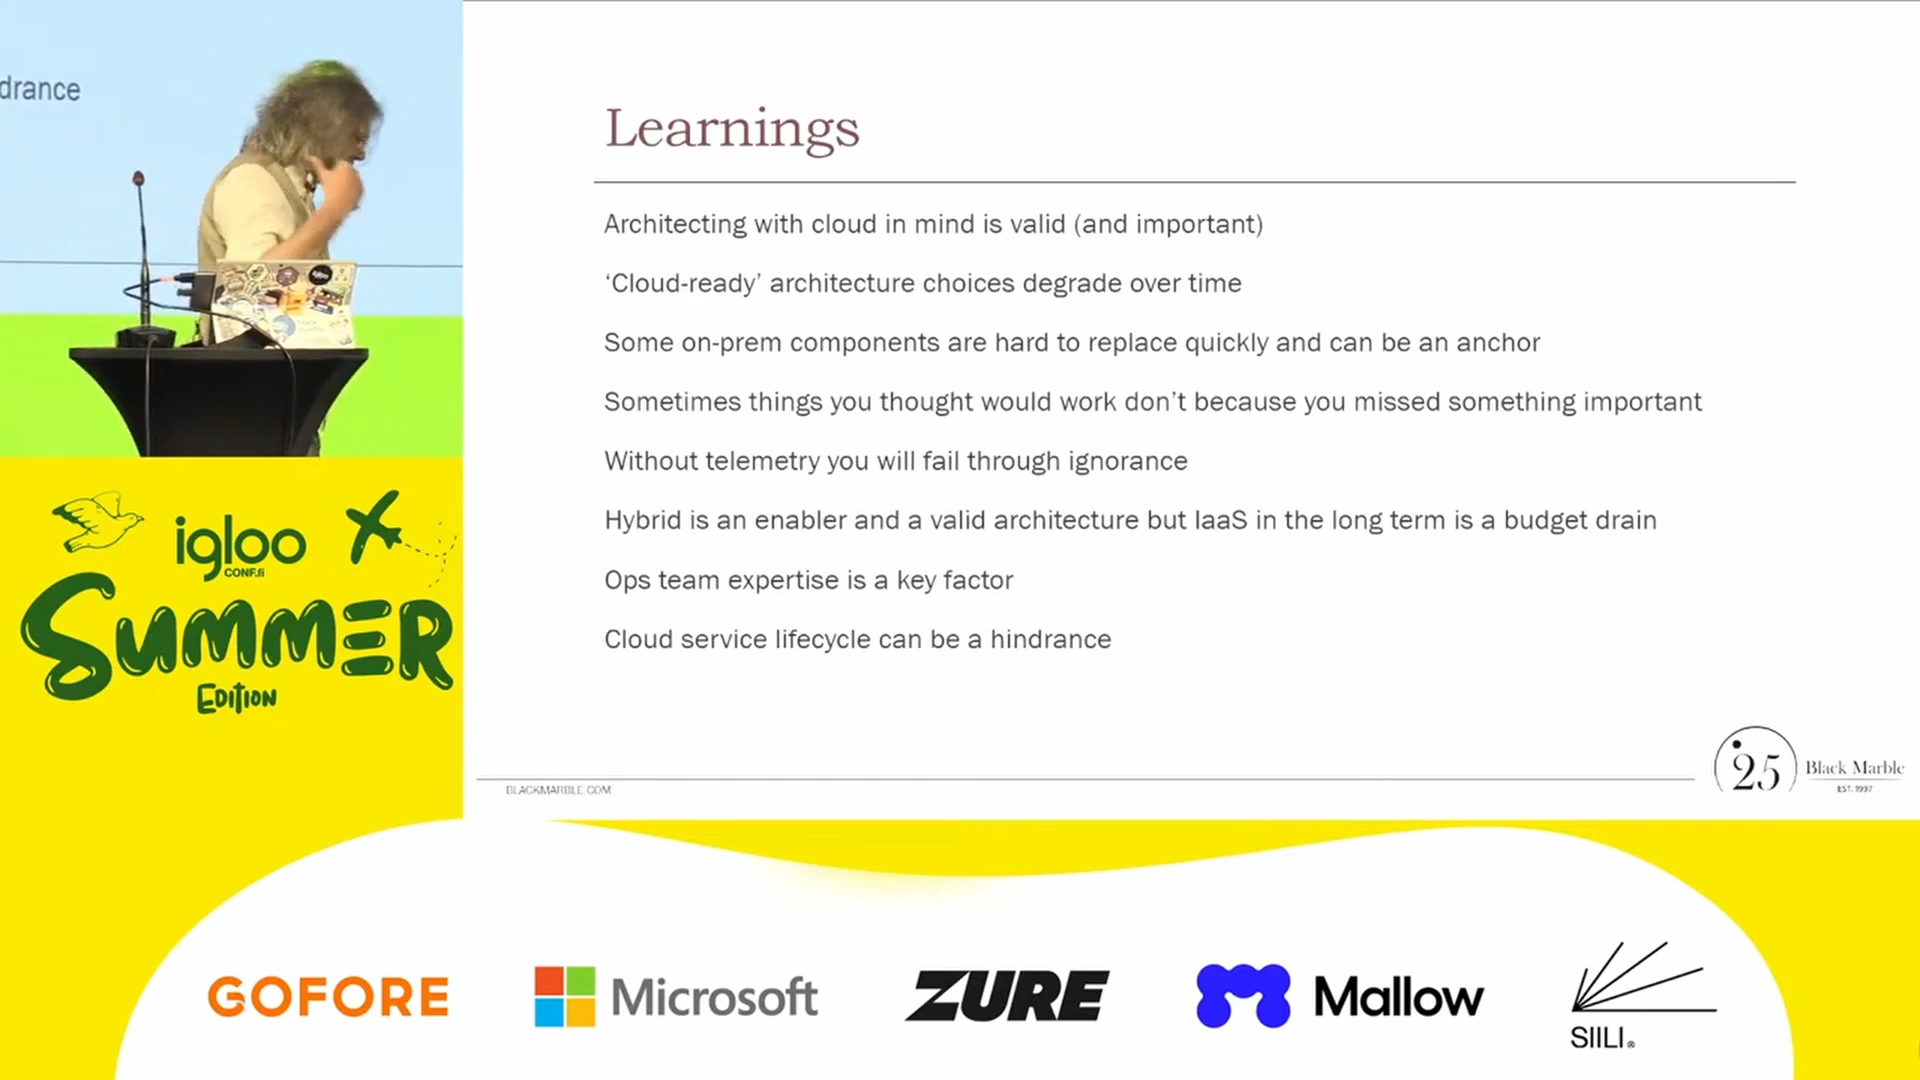 drance
Learnings
Architecting with cloud in mind is valid (and important)
‘Cloud-ready’ architecture choices degrade over time
Some on-prem components are hard to replace quickly and can be an anchor
Sometimes things you thought would work don’t because you missed something important
Without telemetry you will fail through ignorance
Hybrid is an enabler and a valid architecture but IaaS in the long term is a budget drain
Ops team expertise is a key factor
Cloud service lifecycle can be a hindrance
25 Black Marble
EST. 1997
BLACKMARBLE.COM
igloo
CONF.fi
SUMMER
EDITION
GOFORE
Microsoft
ZURE
Mallow
SIILI®